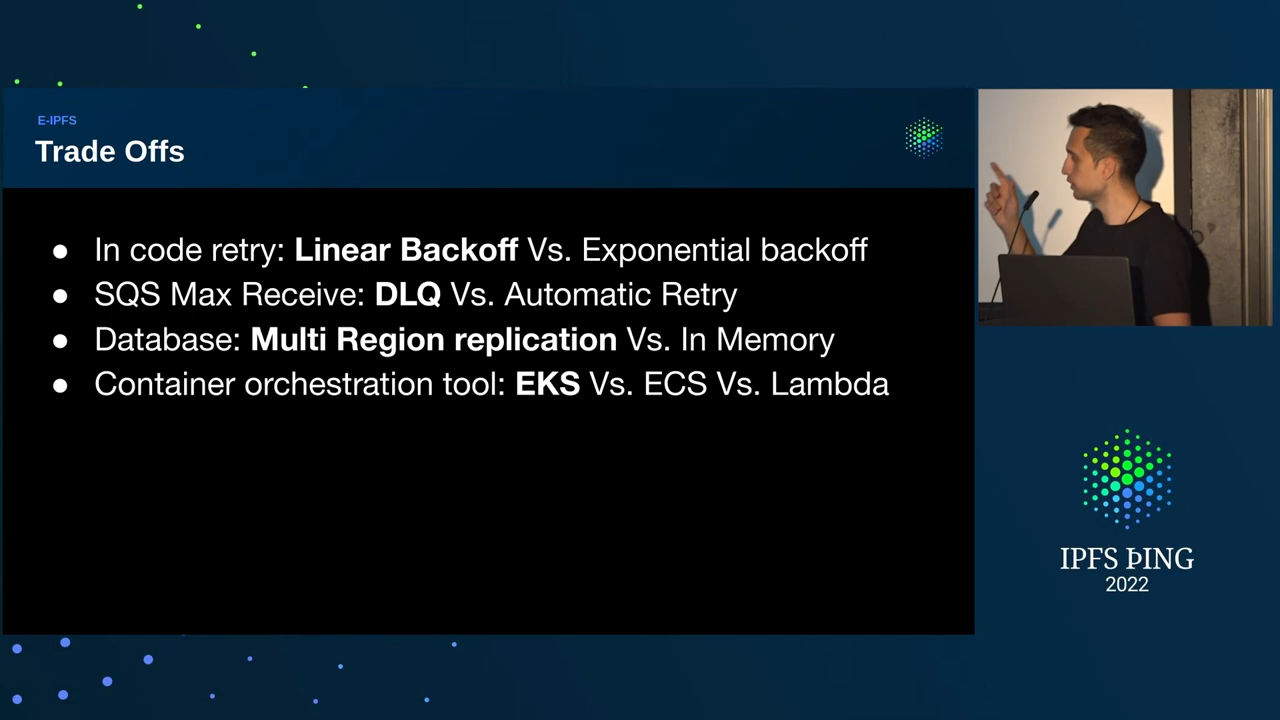 E-IPFS
Trade Offs
● In code retry: Linear Backoff Vs. Exponential backoff
● SQS Max Receive: DLQ Vs. Automatic Retry
● Database: Multi Region replication Vs. In Memory
● Container orchestration tool: EKS Vs. ECS Vs. Lambda
IPFS ÞING
2022